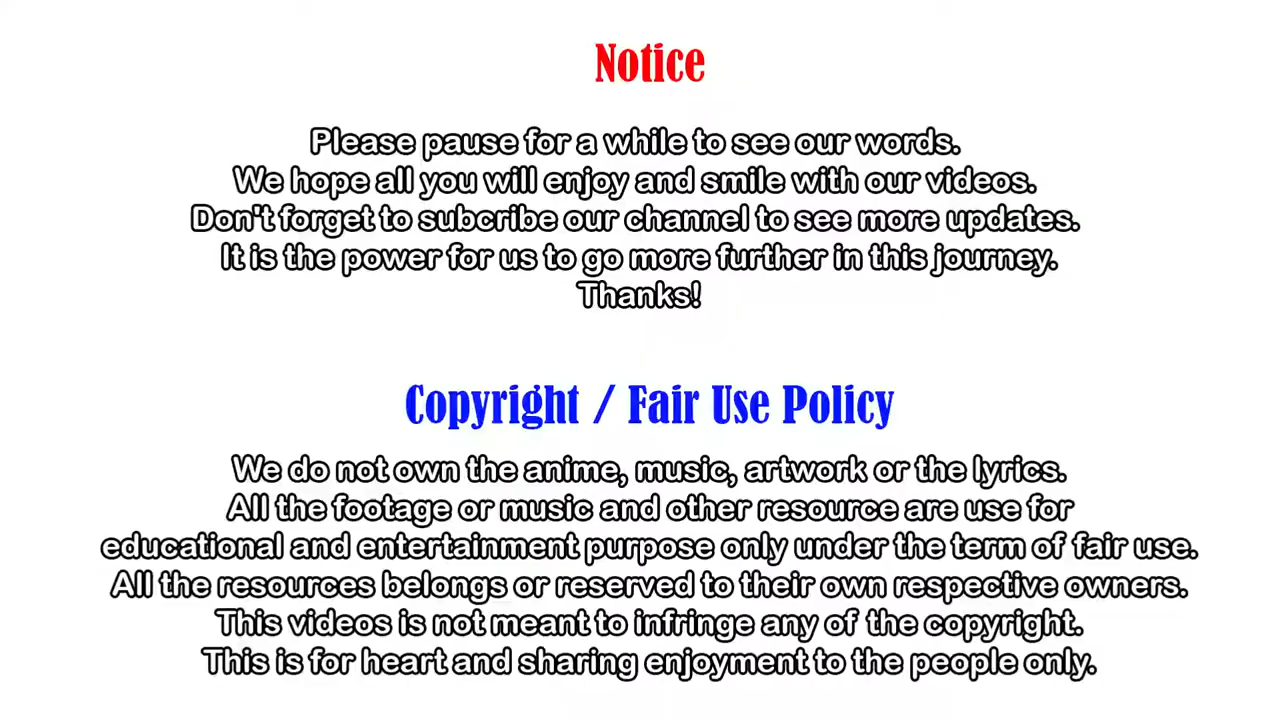 Notice
Please pause for a while to see our words.
We hope all you will enjoy and smile with our videos.
Don't forget to subcribe our channel to see more updates.
It is the power for us to go more further in this journey.
Thanks!
Copyright / Fair Use Policy
We do not own the anime, music, artwork or the lyrics.
All the footage or music and other resource are use for
educational and entertainment purpose only under the term of fair use.
All the resources belongs or reserved to their own respective owners.
This videos is not meant to infringe any of the copyright.
This is for heart and sharing enjoyment to the people only.